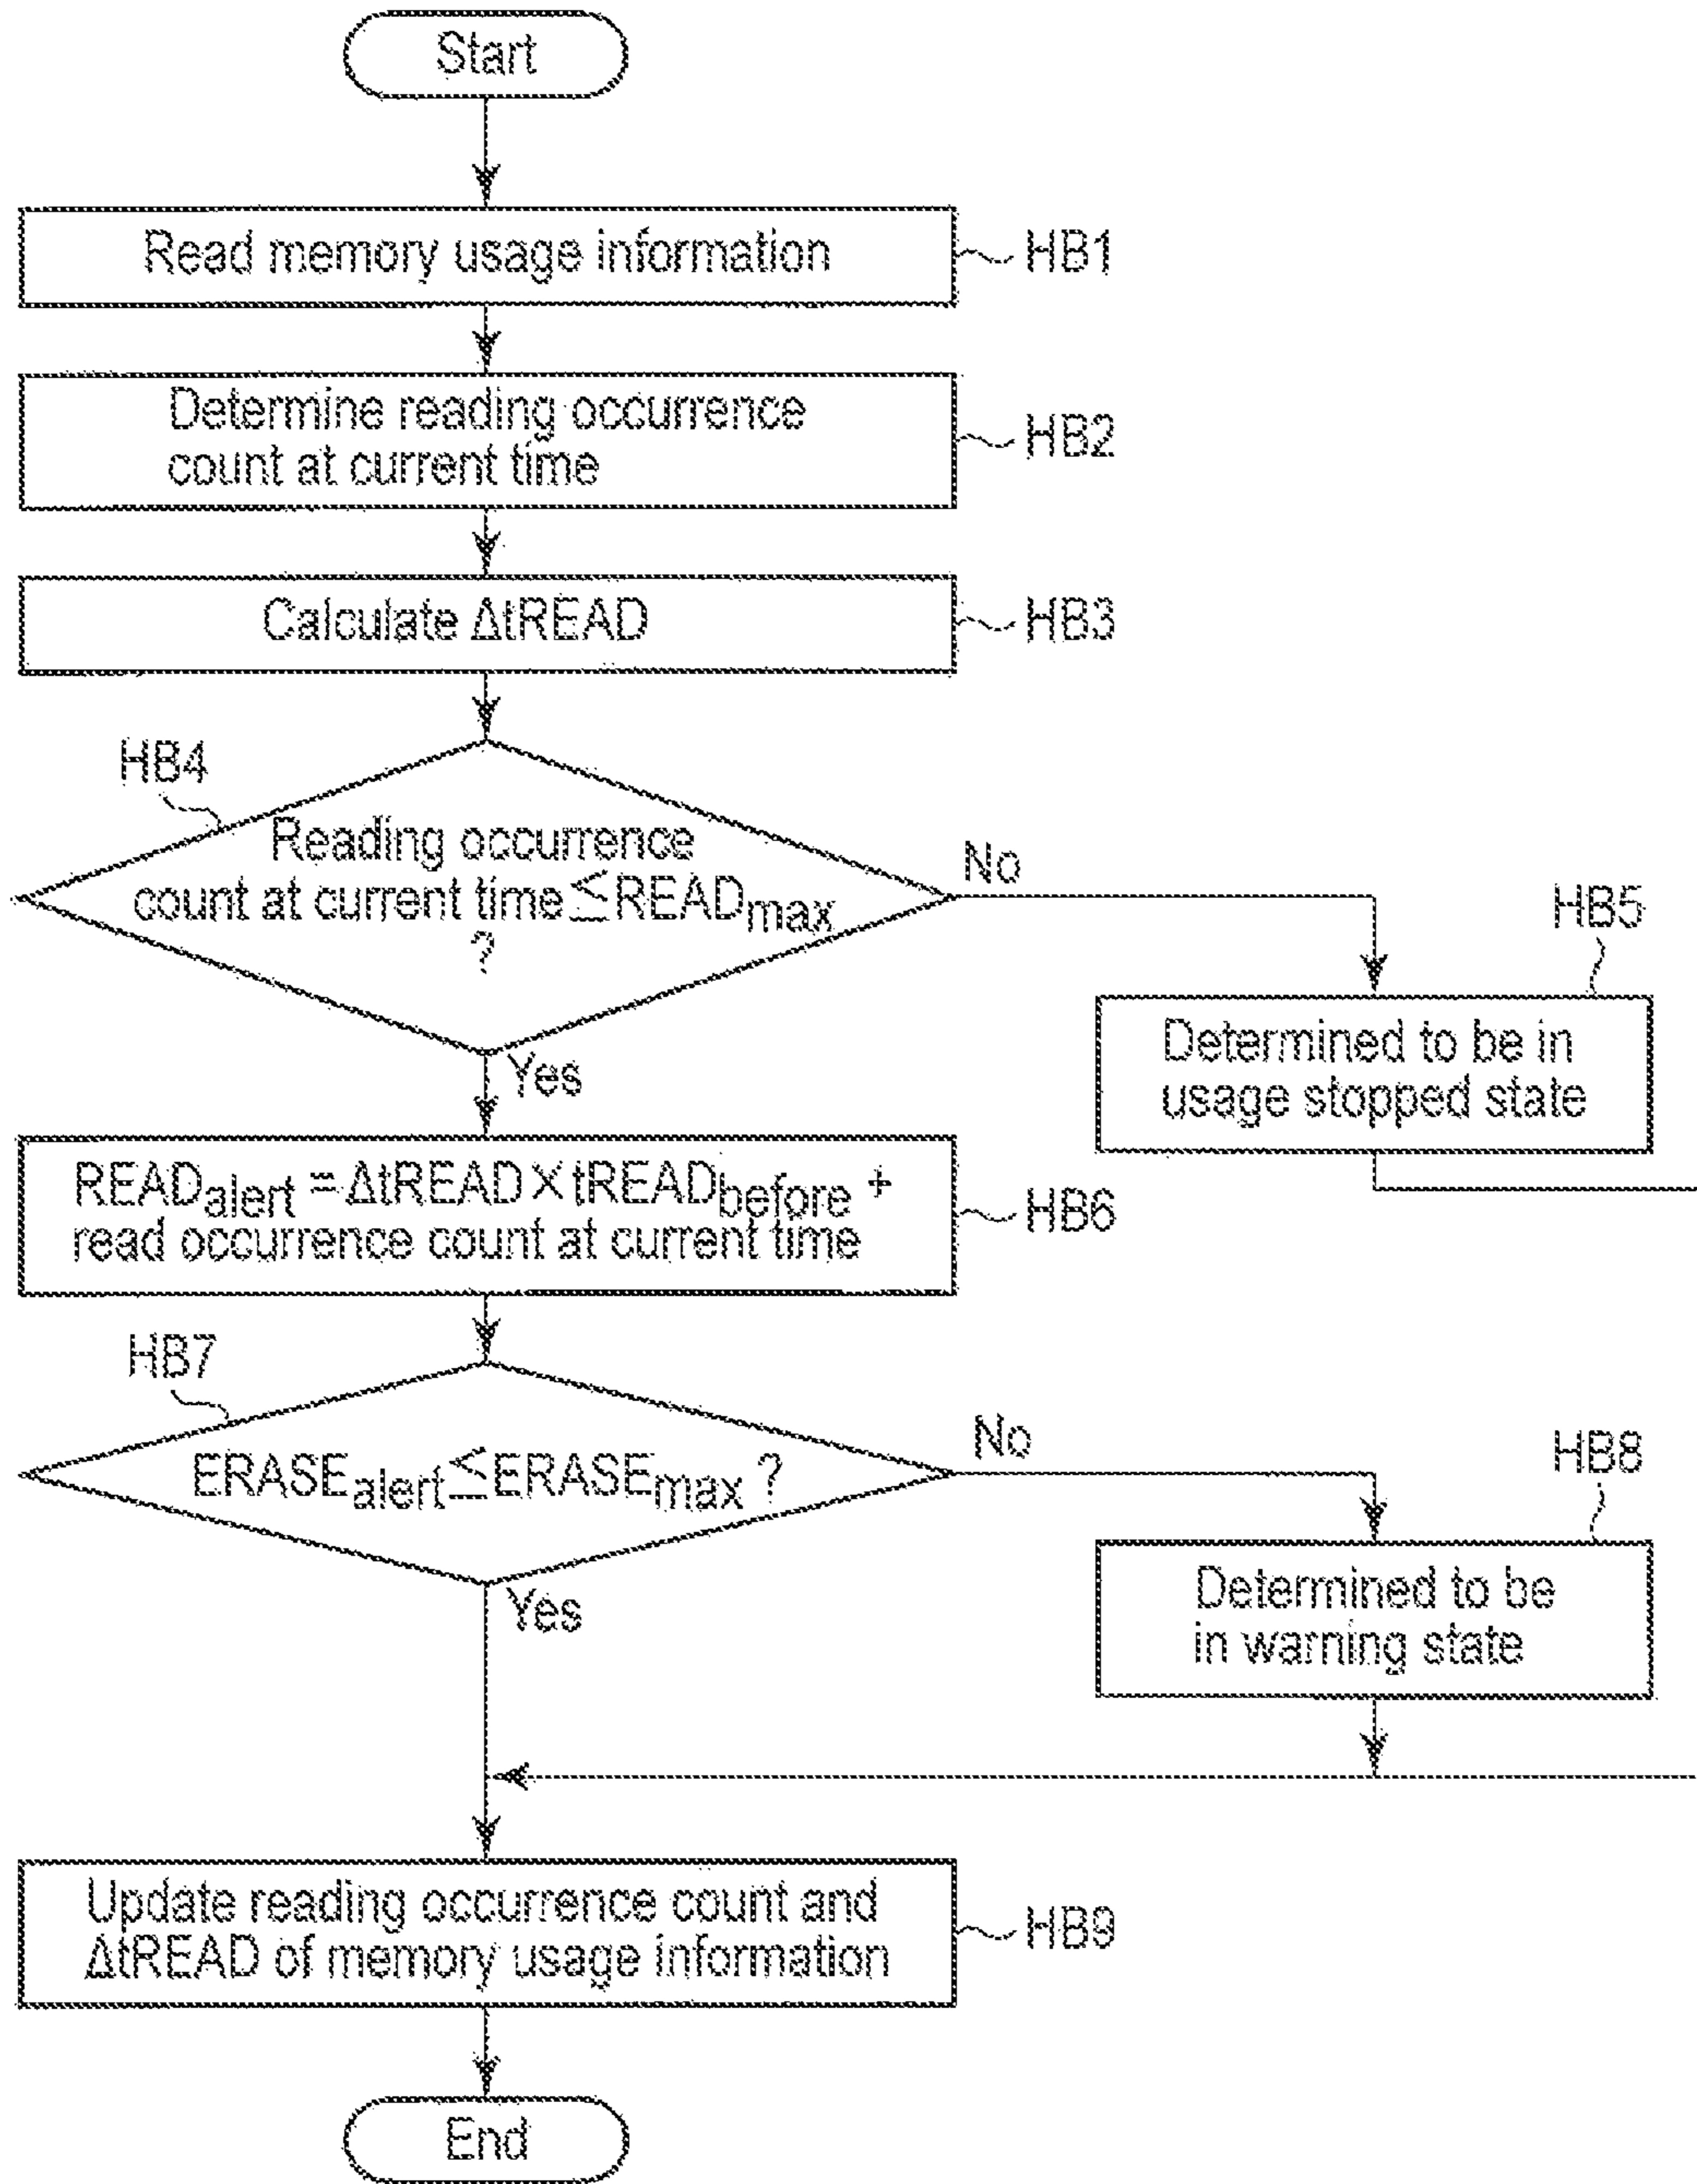 Start
Read memory usage information
HB1
Determine reading occurrence
count at current time
HB2
Calculate ΔtREAD
HB3
HB4
Reading occurrence
count at current time≦READmax
?
No
Yes
HB5
Determined to be in
usage stopped state
READalert = ΔtREAD×tREADbefore +
read occurrence count at current time
HB6
HB7
ERASEalert≦ERASEmax ?
No
Yes
HB8
Determined to be
in warning state
Update reading occurrence count and
ΔtREAD of memory usage information
HB9
End